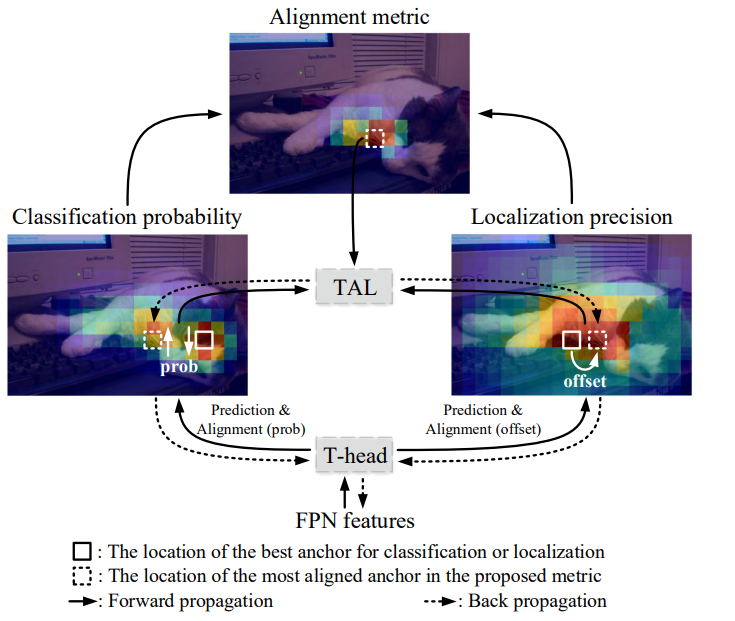 Alignment metric
Classification probability
Localization precision
TAL
prob
offset
Prediction &
Alignment (prob)
Prediction &
Alignment (offset)
T-head
FPN features
: The location of the best anchor for classification or localization
: The location of the most aligned anchor in the proposed metric
: Forward propagation
: Back propagation